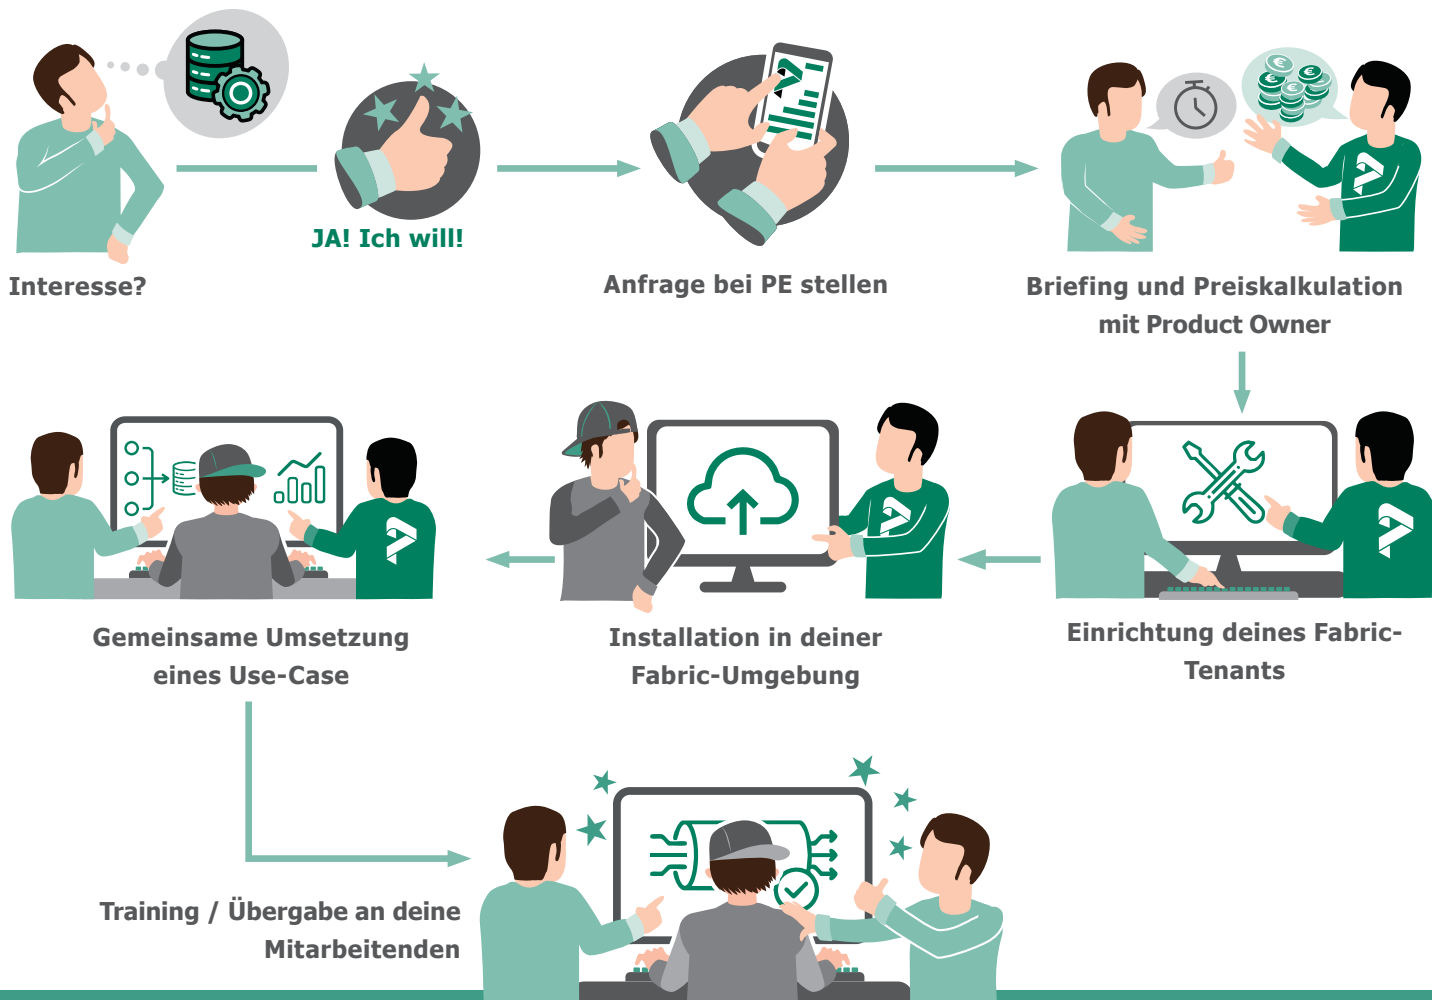 JA! Ich will!
Interesse?
Anfrage bei PE stellen
Briefing und Preiskalkulation
mit Product Owner
Einrichtung deines Fabric-
Tenants
Installation in deiner
Fabric-Umgebung
Gemeinsame Umsetzung
eines Use-Case
Training / Übergabe an deine
Mitarbeitenden